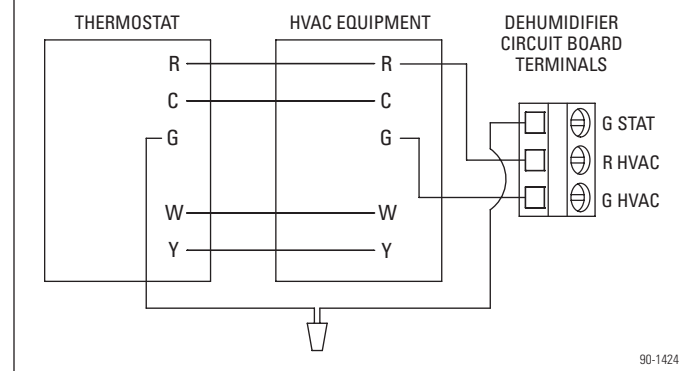 THERMOSTAT
HVAC EQUIPMENT
DEHUMIDIFIER
CIRCUIT BOARD
TERMINALS
R
R
C
C
G
G
W
W
Y
Y
G STAT
R HVAC
G HVAC
90-1424